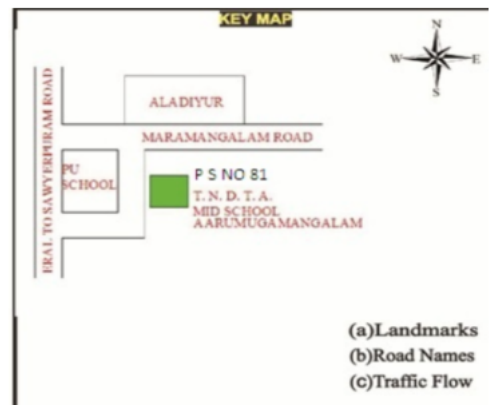 KEY MAP
N
W
E
S
ERAL TO SAWYERPURAM ROAD
ALADIYUR
MARAMANGALAM ROAD
PU
SCHOOL
P S NO 81
T. N. D. T. A.
MID SCHOOL
AARUMUGAMANGALAM
(a)Landmarks
(b)Road Names
(c)Traffic Flow